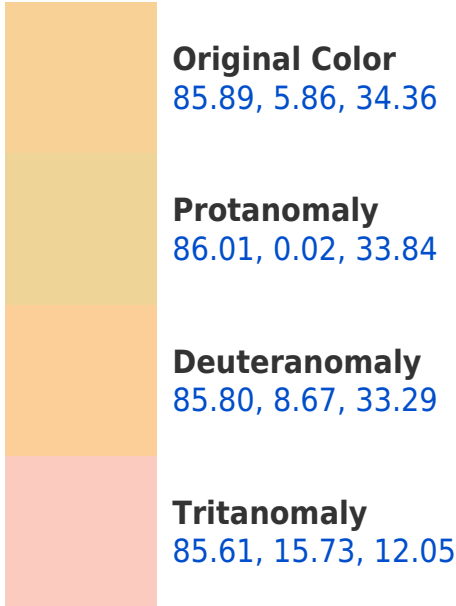 Original Color
85.89, 5.86, 34.36
Protanomaly
86.01, 0.02, 33.84
Deuteranomaly
85.80, 8.67, 33.29
Tritanomaly
85.61, 15.73, 12.05